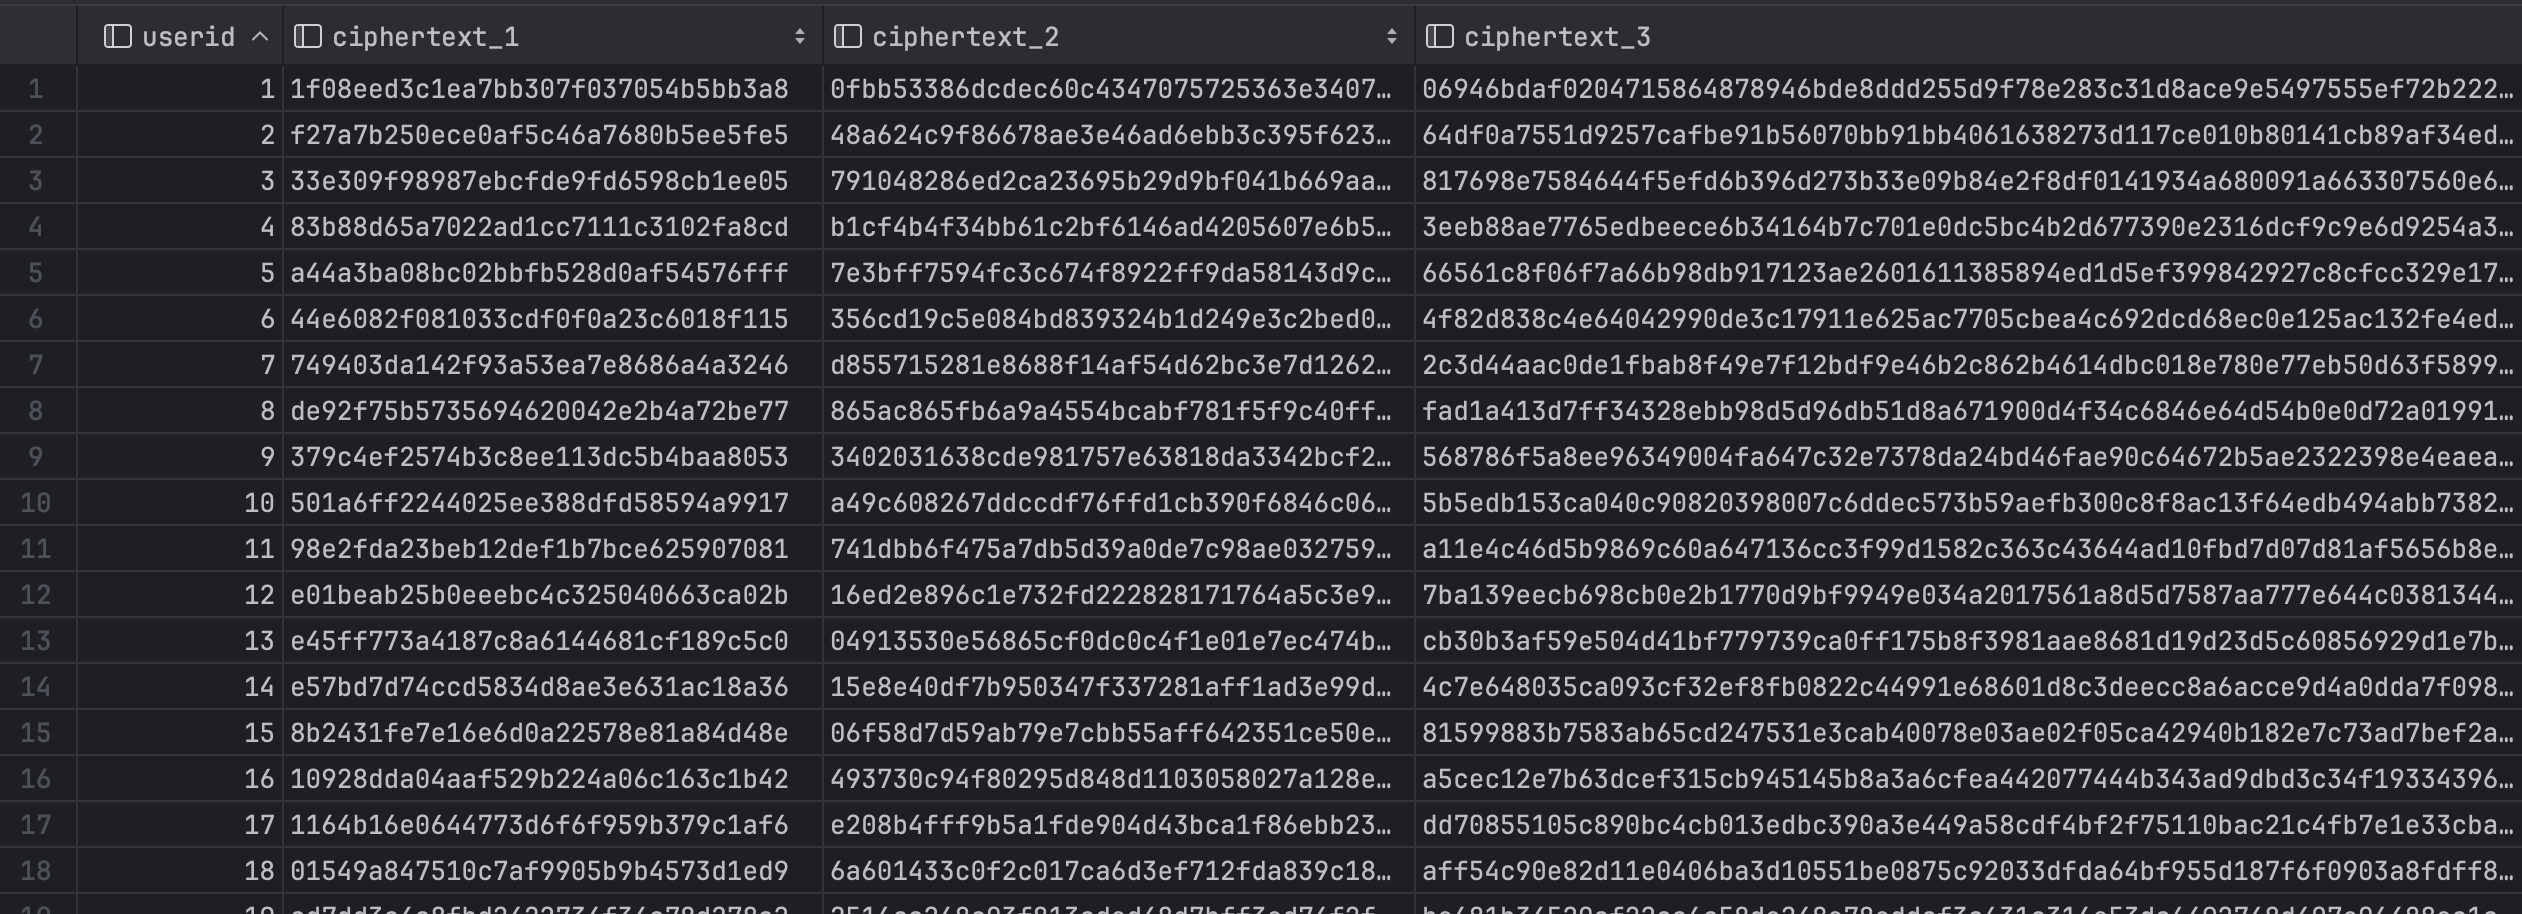 userid ciphertext_1 ciphertext_2 ciphertext_3
1 1 1f08eed3c1ea7bb307f037054b5bb3a8 0fbb53386dcdec60c4347075725363e3407… 06946bdaf0204715864878946bde8ddd255d9f78e283c31d8ace9e5497555ef72b222…
2 2 f27a7b250ece0af5c46a7680b5ee5fe5 48a624c9f86678ae3e46ad6ebb3c395f623… 64df0a7551d9257cafbe91b56070bb91bb4061638273d117ce010b80141cb89af34ed…
3 3 33e309f98987ebcfde9fd6598cb1ee05 791048286ed2ca23695b29d9bf041b669aa… 817698e7584644f5efd6b396d273b33e09b84e2f8df0141934a680091a663307560e6…
4 4 83b88d65a7022ad1cc7111c3102fa8cd b1cf4b4f34bb61c2bf6146ad4205607e6b5… 3eeb88ae7765edbeece6b34164b7c701e0dc5bc4b2d677390e2316dcf9c9e6d9254a3…
5 5 a44a3ba08bc02bbfb528d0af54576fff 7e3bff7594fc3c674f8922ff9da58143d9c… 66561c8f06f7a66b98db917123ae2601611385894ed1d5ef399842927c8cfcc329e17…
6 6 44e6082f081033cdf0f0a23c6018f115 356cd19c5e084bd839324b1d249e3c2bed0… 4f82d838c4e64042990de3c17911e625ac7705cbea4c692dcd68ec0e125ac132fe4ed…
7 7 749403da142f93a53ea7e8686a4a3246 d855715281e8688f14af54d62bc3e7d1262… 2c3d44aac0de1fbab8f49e7f12bdf9e46b2c862b4614dbc018e780e77eb50d63f5899…
8 8 de92f75b5735694620042e2b4a72be77 865ac865fb6a9a4554bcabf781f5f9c40ff… fad1a413d7ff34328ebb98d5d96db51d8a671900d4f34c6846e64d54b0e0d72a01991…
9 9 379c4ef2574b3c8ee113dc5b4baa8053 3402031638cde981757e63818da3342bcf2… 568786f5a8ee96349004fa647c32e7378da24bd46fae90c64672b5ae2322398e4eaea…
10 10 501a6ff2244025ee388dfd58594a9917 a49c608267ddccdf76ffd1cb390f6846c06… 5b5edb153ca040c90820398007c6ddec573b59aefb300c8f8ac13f64edb494abb7382…
11 11 98e2fda23beb12def1b7bce625907081 741dbb6f475a7db5d39a0de7c98ae032759… a11e4c46d5b9869c60a647136cc3f99d1582c363c43644ad10fbd7d07d81af5656b8e…
12 12 e01beab25b0eeebc4c325040663ca02b 16ed2e896c1e732fd222828171764a5c3e9… 7ba139eecb698cb0e2b1770d9bf9949e034a2017561a8d5d7587aa777e644c0381344…
13 13 e45ff773a4187c8a6144681cf189c5c0 04913530e56865cf0dc0c4f1e01e7ec474b… cb30b3af59e504d41bf779739ca0ff175b8f3981aae8681d19d23d5c60856929d1e7b…
14 14 e57bd7d74ccd5834d8ae3e631ac18a36 15e8e40df7b950347f337281aff1ad3e99d… 4c7e648035ca093cf32ef8fb0822c44991e68601d8c3deecc8a6acce9d4a0dda7f098…
15 15 8b2431fe7e16e6d0a22578e81a84d48e 06f58d7d59ab79e7cbb55aff642351ce50e… 81599883b7583ab65cd247531e3cab40078e03ae02f05ca42940b182e7c73ad7bef2a…
16 16 10928dda04aaf529b224a06c163c1b42 493730c94f80295d848d1103058027a128e… a5cec12e7b63dcef315cb945145b8a3a6cfea442077444b343ad9dbd3c34f19334396…
17 17 1164b16e0644773d6f6f959b379c1af6 e208b4fff9b5a1fde904d43bca1f86ebb23… dd70855105c890bc4cb013edbc390a3e449a58cdf4bf2f75110bac21c4fb7e1e33cba…
18 18 01549a847510c7af9905b9b4573d1ed9 6a601433c0f2c017ca6d3ef712fda839c18… aff54c90e82d11e0406ba3d10551be0875c92033dfda64bf955d187f6f0903a8fdff8…